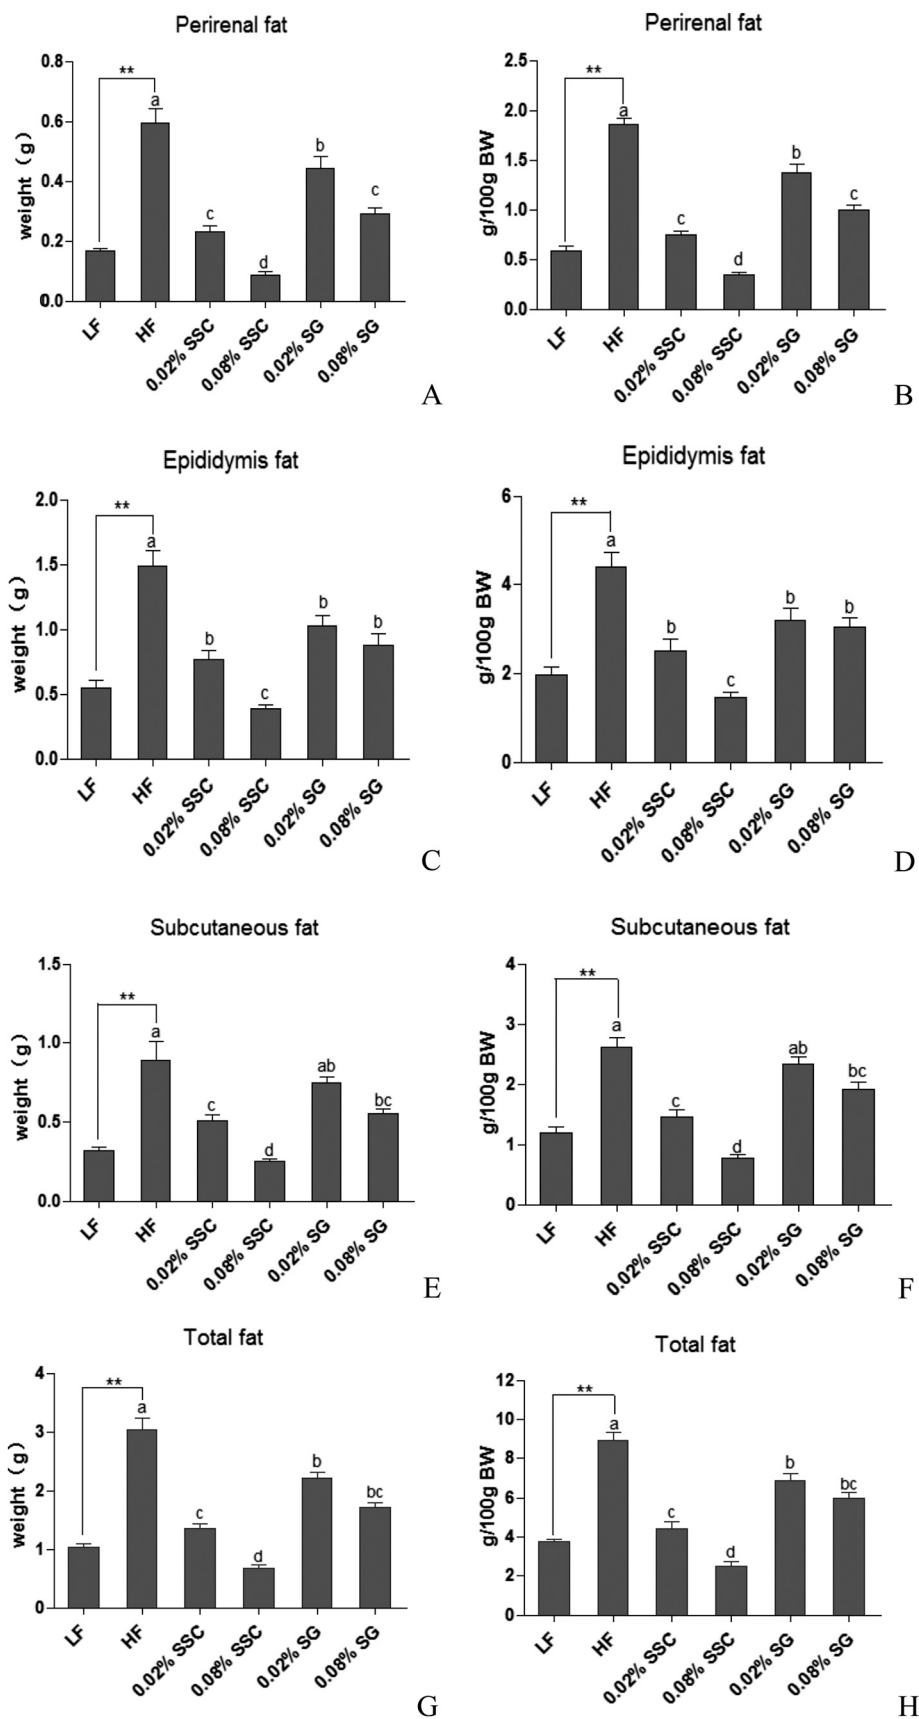 Perirenal fat
weight（g）
0.8
0.6
0.4
0.2
0.0
**
a
c
d
b
c
LF
HF
0.02% SSC
0.08% SSC
0.02% SG
0.08% SG
A
Perirenal fat
g/100g BW
2.5
2.0
1.5
1.0
0.5
0.0
**
a
c
d
b
c
LF
HF
0.02% SSC
0.08% SSC
0.02% SG
0.08% SG
B
Epididymis fat
weight（g）
2.0
1.5
1.0
0.5
0.0
**
a
b
c
b
b
LF
HF
0.02% SSC
0.08% SSC
0.02% SG
0.08% SG
C
Epididymis fat
g/100g BW
6
4
2
0
**
a
b
c
b
b
LF
HF
0.02% SSC
0.08% SSC
0.02% SG
0.08% SG
D
Subcutaneous fat
weight（g）
1.5
1.0
0.5
0.0
**
a
c
d
ab
bc
LF
HF
0.02% SSC
0.08% SSC
0.02% SG
0.08% SG
E
Subcutaneous fat
g/100g BW
4
3
2
1
0
**
a
c
d
ab
bc
LF
HF
0.02% SSC
0.08% SSC
0.02% SG
0.08% SG
F
Total fat
weight（g）
4
3
2
1
0
**
a
c
d
b
bc
LF
HF
0.02% SSC
0.08% SSC
0.02% SG
0.08% SG
G
Total fat
g/100g BW
12
10
8
6
4
2
0
**
a
c
d
b
bc
LF
HF
0.02% SSC
0.08% SSC
0.02% SG
0.08% SG
H